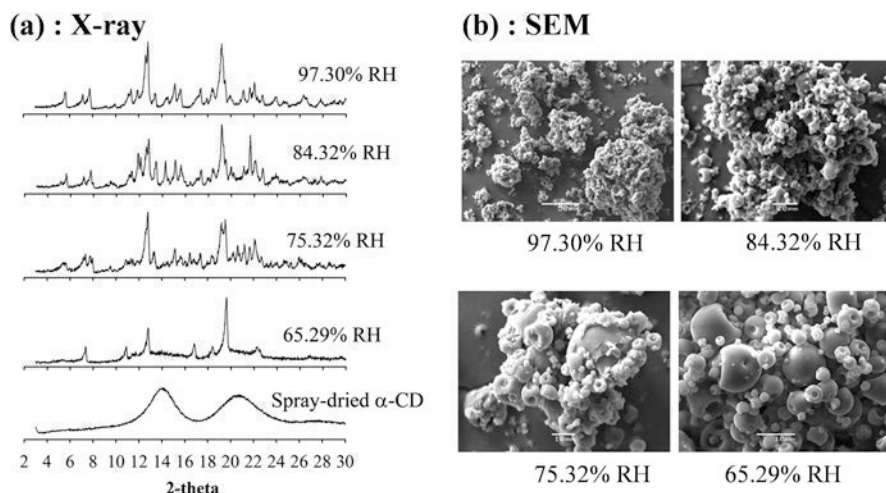 (a) : X-ray
97.30% RH
84.32% RH
75.32% RH
65.29% RH
Spray-dried α-CD
2 4 6 8 10 12 14 16 18 20 22 24 26 28 30
2-theta
(b) : SEM
97.30% RH 84.32% RH
75.32% RH 65.29% RH